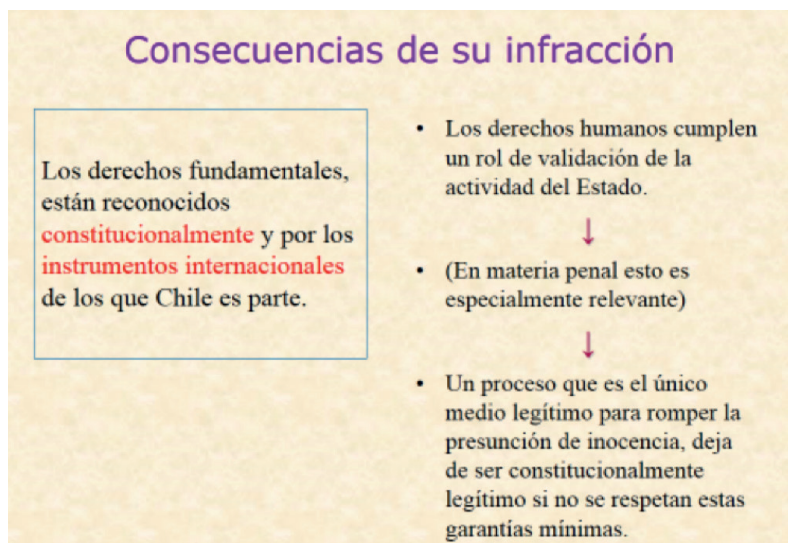 Consecuencias de su infracción
Los derechos fundamentales,
están reconocidos
constitucionalmente y por los
instrumentos internacionales
de los que Chile es parte.
• Los derechos humanos cumplen
un rol de validación de la
actividad del Estado.
↓
• (En materia penal esto es
especialmente relevante)
↓
• Un proceso que es el único
medio legítimo para romper la
presunción de inocencia, deja
de ser constitucionalmente
legítimo si no se respetan estas
garantías mínimas.